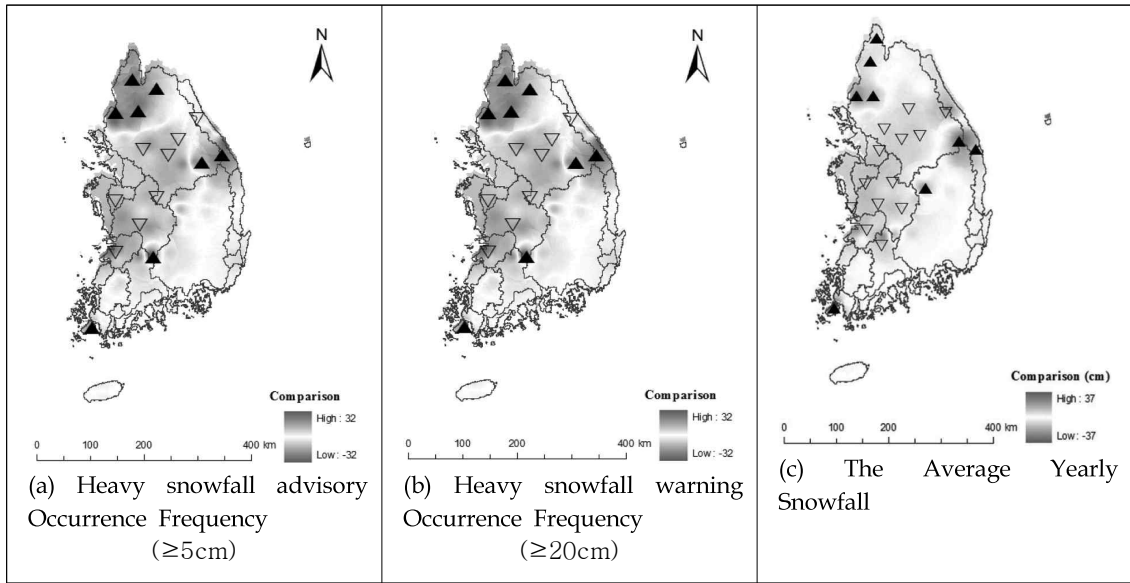 N
Comparison
High : 32
Low : -32
0 100 200 400 km
(a) Heavy snowfall advisory
Occurrence Frequency
(≥5cm)
N
Comparison
High : 32
Low : -32
0 100 200 400 km
(b) Heavy snowfall warning
Occurrence Frequency
(≥20cm)
Comparison (cm)
High : 37
Low : -37
0 100 200 400 km
(c) The Average Yearly
Snowfall